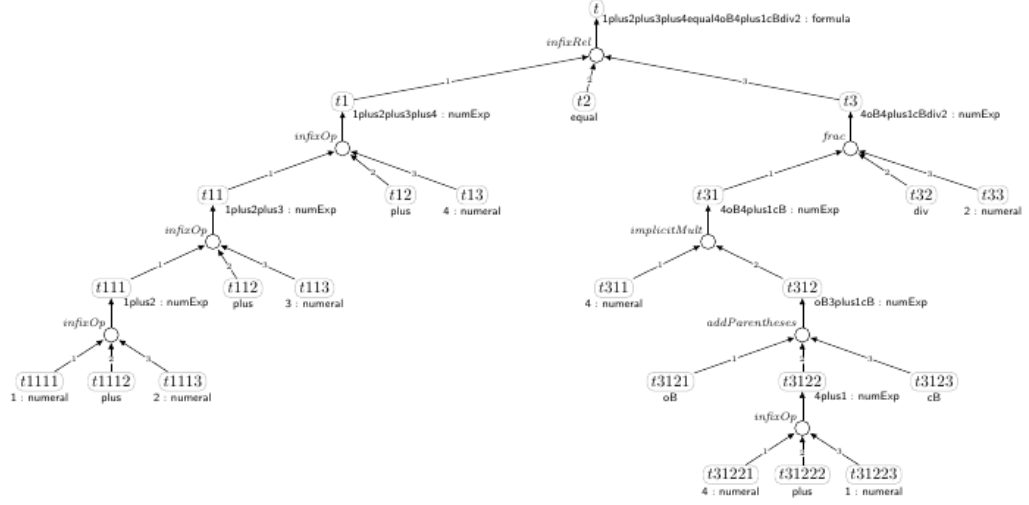 t
1plus2plus3plus4equal4oB4plus1cBdiv2 : formula
infixRel
1 2 3
t1 t2 t3
1plus2plus3plus4 : numExp equal 4oB4plus1cBdiv2 : numExp
infixOp frac
1 2 3 1 2 3
t11 t12 t13 t31 t32 t33
1plus2plus3 : numExp plus 4 : numeral 4oB4plus1cB : numExp div 2 : numeral
infixOp implicitMult
1 2 3 1 2
t111 t112 t113 t311 t312
1plus2 : numExp plus 3 : numeral 4 : numeral oB3plus1cB : numExp
infixOp addParentheses
1 2 3 1 2 3
t1111 t1112 t1113 t3121 t3122 t3123
1 : numeral plus 2 : numeral oB 4plus1 : numExp cB
infixOp
1 2 3
t31221 t31222 t31223
4 : numeral plus 1 : numeral